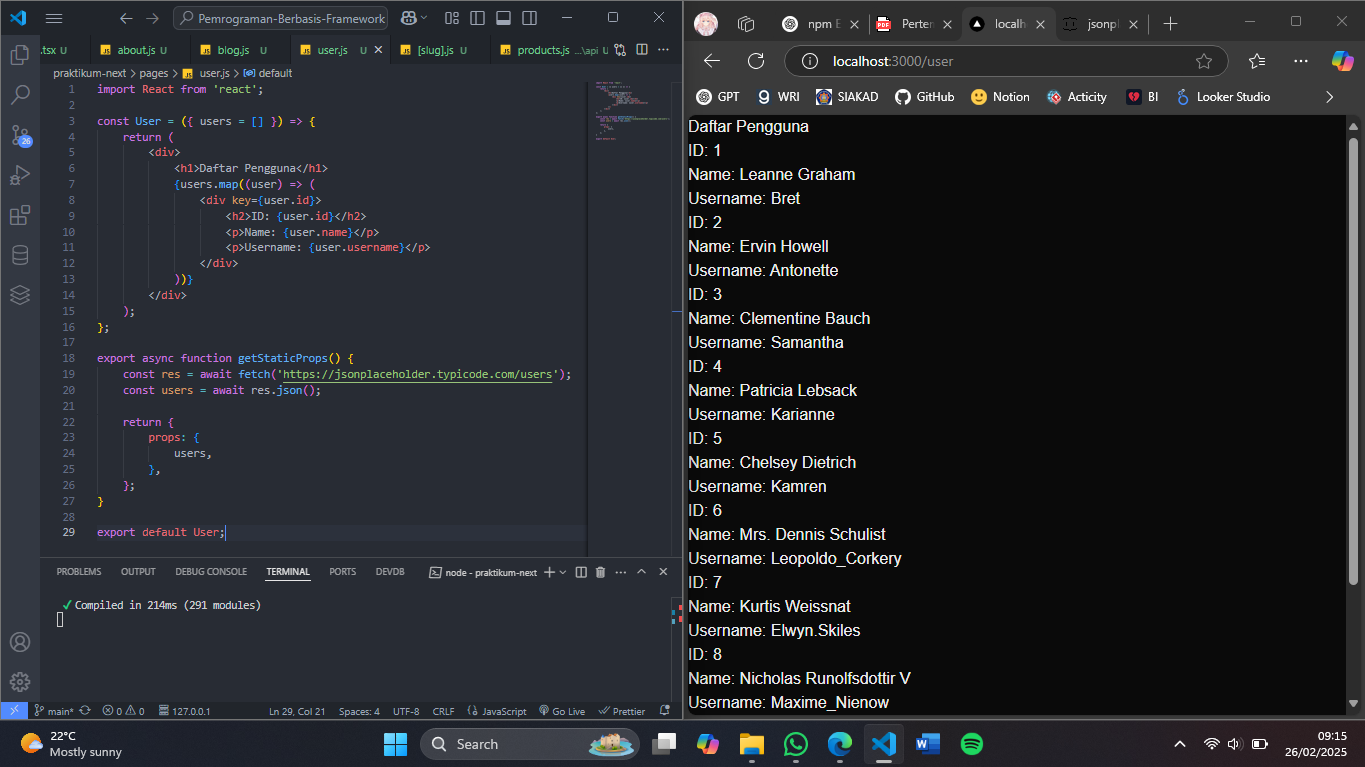 Pemrograman-Berbasis-Framework
.tsx U
about.js U
blog.js U
user.js U
[slug].js U
products.js ...\api U
praktikum-next > pages > JS user.js > default
1 import React from 'react';
2
3 const User = ({ users = [] }) => {
4 return (
5 <div>
6 <h1>Daftar Pengguna</h1>
7 {users.map((user) => (
8 <div key={user.id}>
9 <h2>ID: {user.id}</h2>
10 <p>Name: {user.name}</p>
11 <p>Username: {user.username}</p>
12 </div>
13 ))}
14 </div>
15 );
16 };
17
18 export async function getStaticProps() {
19 const res = await fetch('https://jsonplaceholder.typicode.com/users');
20 const users = await res.json();
21
22 return {
23 props: {
24 users,
25 },
26 };
27 }
28
29 export default User;
26
PROBLEMS OUTPUT DEBUG CONSOLE TERMINAL PORTS DEVDB
node - praktikum-next
✓ Compiled in 214ms (291 modules)
main* 0 0 127.0.0.1 Ln 29, Col 21 Spaces: 4 UTF-8 CRLF {} JavaScript Go Live Prettier
npm E
Perten
localh
jsonpl
localhost:3000/user
GPT WRI SIAKAD GitHub Notion Acticity BI Looker Studio
Daftar Pengguna
ID: 1
Name: Leanne Graham
Username: Bret
ID: 2
Name: Ervin Howell
Username: Antonette
ID: 3
Name: Clementine Bauch
Username: Samantha
ID: 4
Name: Patricia Lebsack
Username: Karianne
ID: 5
Name: Chelsey Dietrich
Username: Kamren
ID: 6
Name: Mrs. Dennis Schulist
Username: Leopoldo_Corkery
ID: 7
Name: Kurtis Weissnat
Username: Elwyn.Skiles
ID: 8
Name: Nicholas Runolfsdottir V
Username: Maxime_Nienow
22°C
Mostly sunny
Search
09:15
26/02/2025